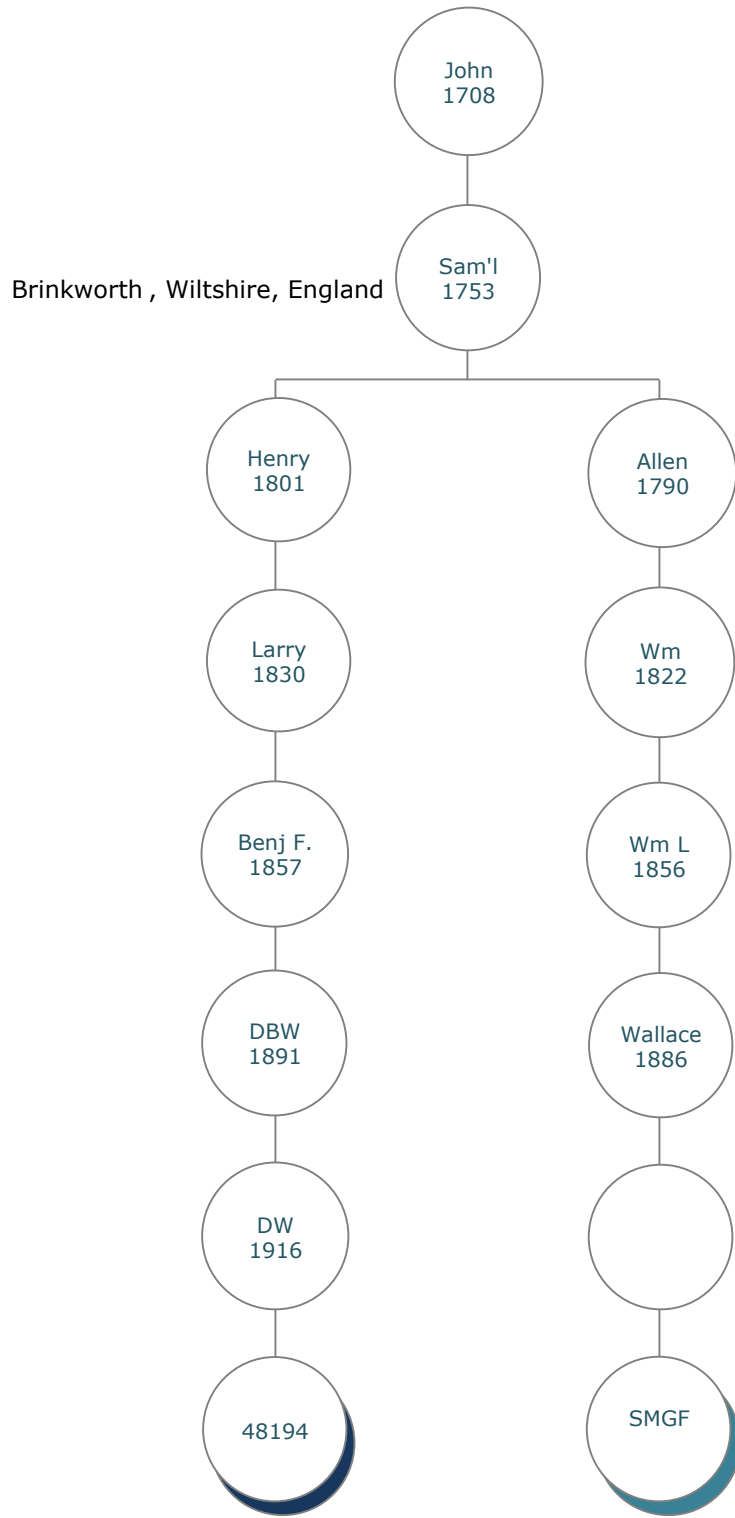 John
1708
Sam'l
1753
Brinkworth , Wiltshire, England
Henry
1801
Allen
1790
Larry
1830
Wm
1822
Benj F.
1857
Wm L
1856
DBW
1891
Wallace
1886
DW
1916
48194
SMGF